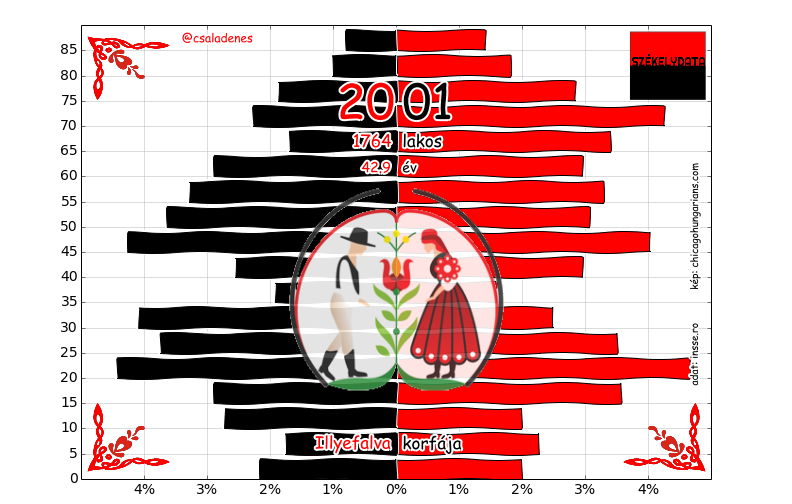 @csaladenes
SZÉKELYDATA
2001
1764 lakos
42.9 év
kép: chicagohungarians.com
adat: insse.ro
Illyefalva korfája
85
80
75
70
65
60
55
50
45
40
35
30
25
20
15
10
5
0
4% 3% 2% 1% 0% 1% 2% 3% 4%